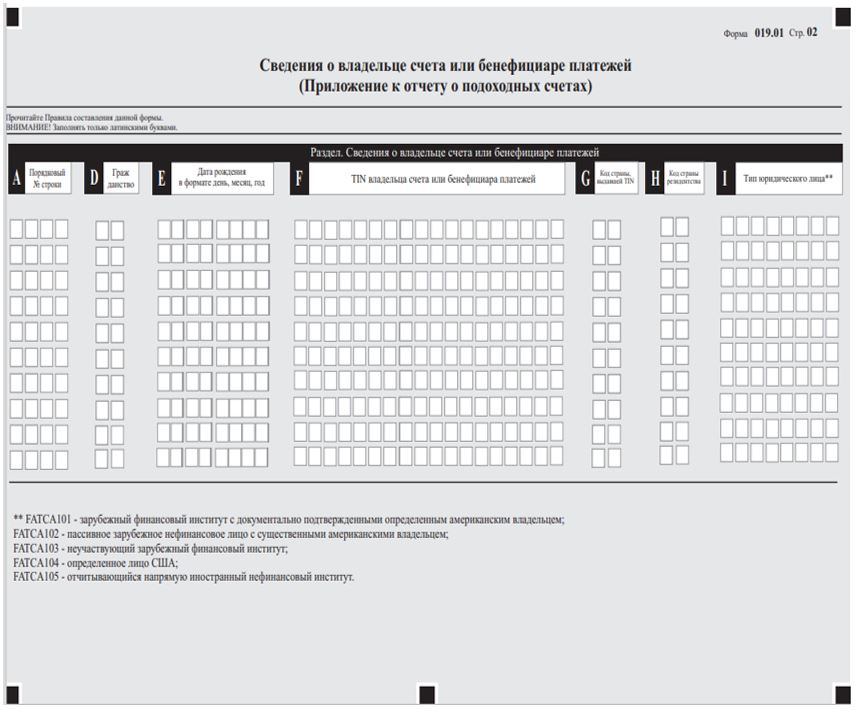 Форма 019.01 Стр. 02
Сведения о владельце счета или бенефициаре платежей
(Приложение к отчету о подоходных счетах)
Прочитайте Правила составления данной формы.
ВНИМАНИЕ! Заполнять только латинскими буквами.
Раздел. Сведения о владельце счета или бенефициаре платежей
A Порядковый
№ строки
D Граж
данство
E Дата рождения
в формате день, месяц, год
F TIN владельца счета или бенефициара платежей
G Код страны,
выдавшей TIN
H Код страны
резидентства
I Тип юридического лица**
** FATCA101 - зарубежный финансовый институт с документально подтвержденными определенным американским владельцем;
FATCA102 - пассивное зарубежное нефинансовое лицо с существенными американскими владельцем;
FATCA103 - неучаствующий зарубежный финансовый институт;
FATCA104 - определенное лицо США;
FATCA105 - отчитывающийся напрямую иностранный нефинансовый институт.